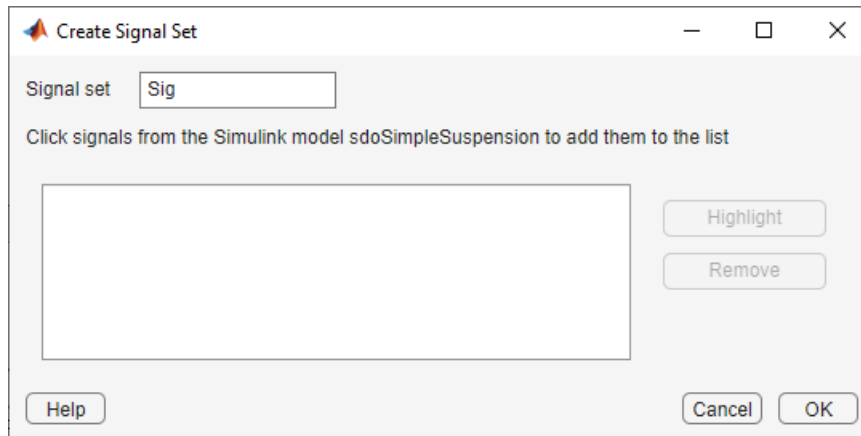 Create Signal Set
Signal set Sig
Click signals from the Simulink model sdoSimpleSuspension to add them to the list
Highlight
Remove
Help Cancel OK